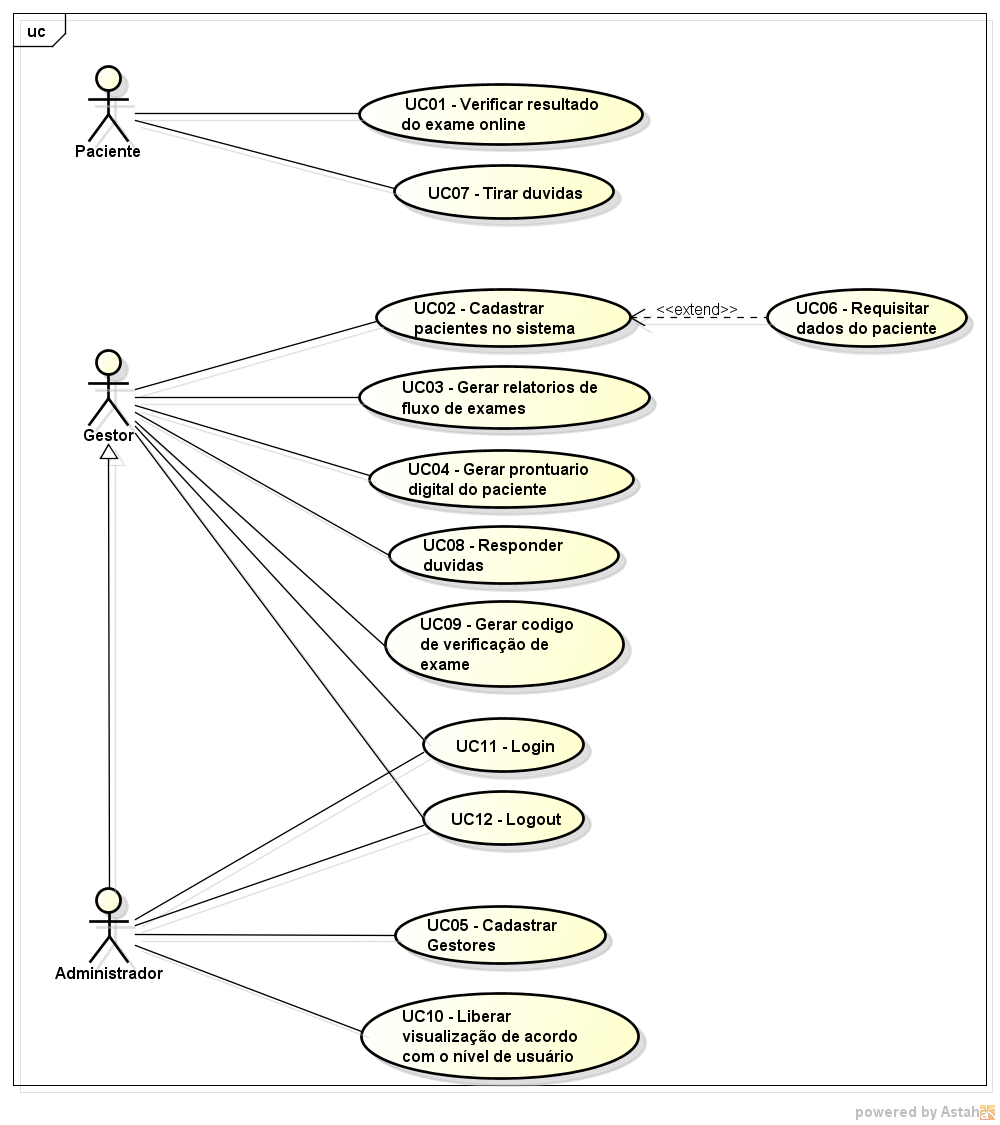 uc
Paciente
UC01 - Verificar resultado
do exame online
UC07 - Tirar duvidas
UC02 - Cadastrar
pacientes no sistema
<<extend>>
UC06 - Requisitar
dados do paciente
Gestor
UC03 - Gerar relatorios de
fluxo de exames
UC04 - Gerar prontuario
digital do paciente
UC08 - Responder
duvidas
UC09 - Gerar codigo
de verificação de
exame
UC11 - Login
UC12 - Logout
Administrador
UC05 - Cadastrar
Gestores
UC10 - Liberar
visualização de acordo
com o nível de usuário
powered by Astah